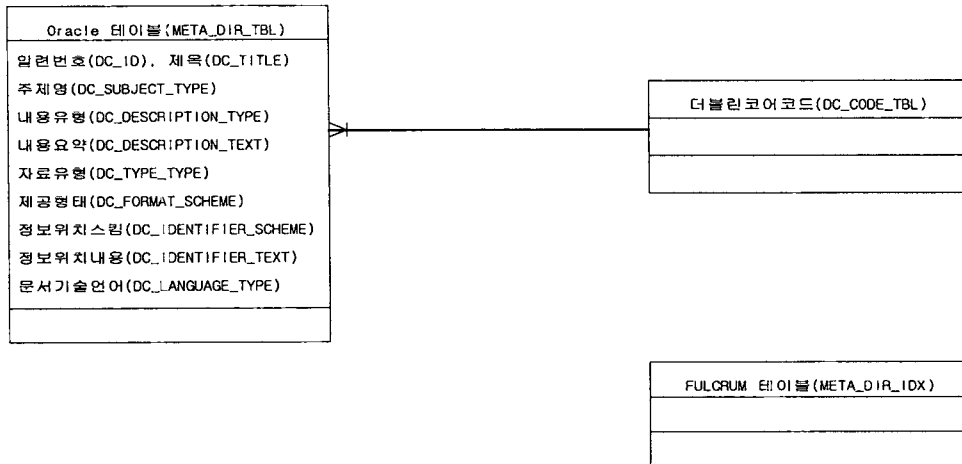 Oracle 테이블(META_DIR_TBL)
일련번호(DC_ID), 제목(DC_TITLE)
주제명(DC_SUBJECT_TYPE)
내용유형(DC_DESCRIPTION_TYPE)
내용요약(DC_DESCRIPTION_TEXT)
자료유형(DC_TYPE_TYPE)
제공형태(DC_FORMAT_SCHEME)
정보위치스킴(DC_IDENTIFIER_SCHEME)
정보위치내용(DC_IDENTIFIER_TEXT)
문서기술언어(DC_LANGUAGE_TYPE)
더블린코어코드(DC_CODE_TBL)
FULCRUM 테이블(META_DIR_IDX)